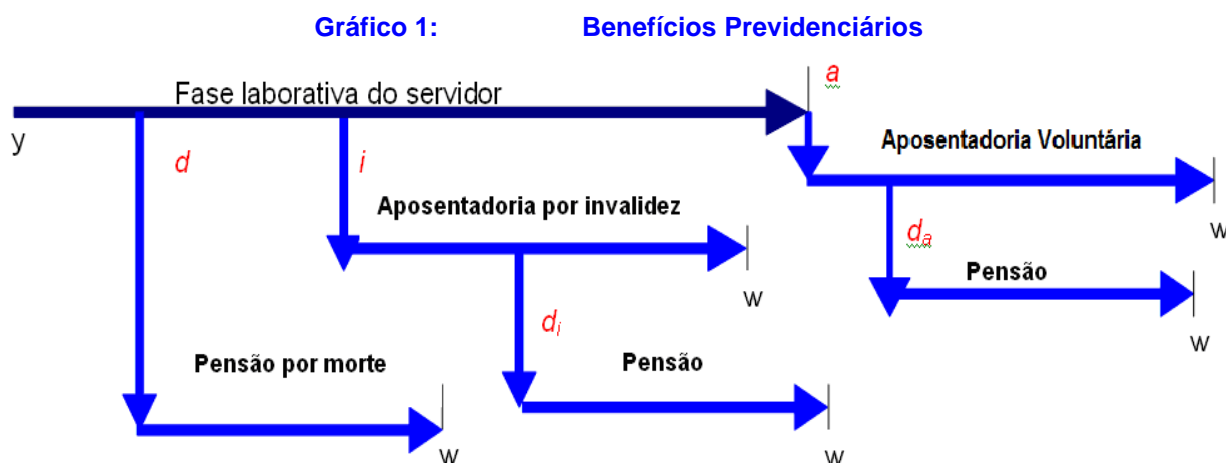 Gráfico 1: Benefícios Previdenciários
a
Fase laborativa do servidor
y
d
i
Aposentadoria Voluntária
Aposentadoria por invalidez
w
da
Pensão
w
di
w
Pensão por morte
Pensão
w
w